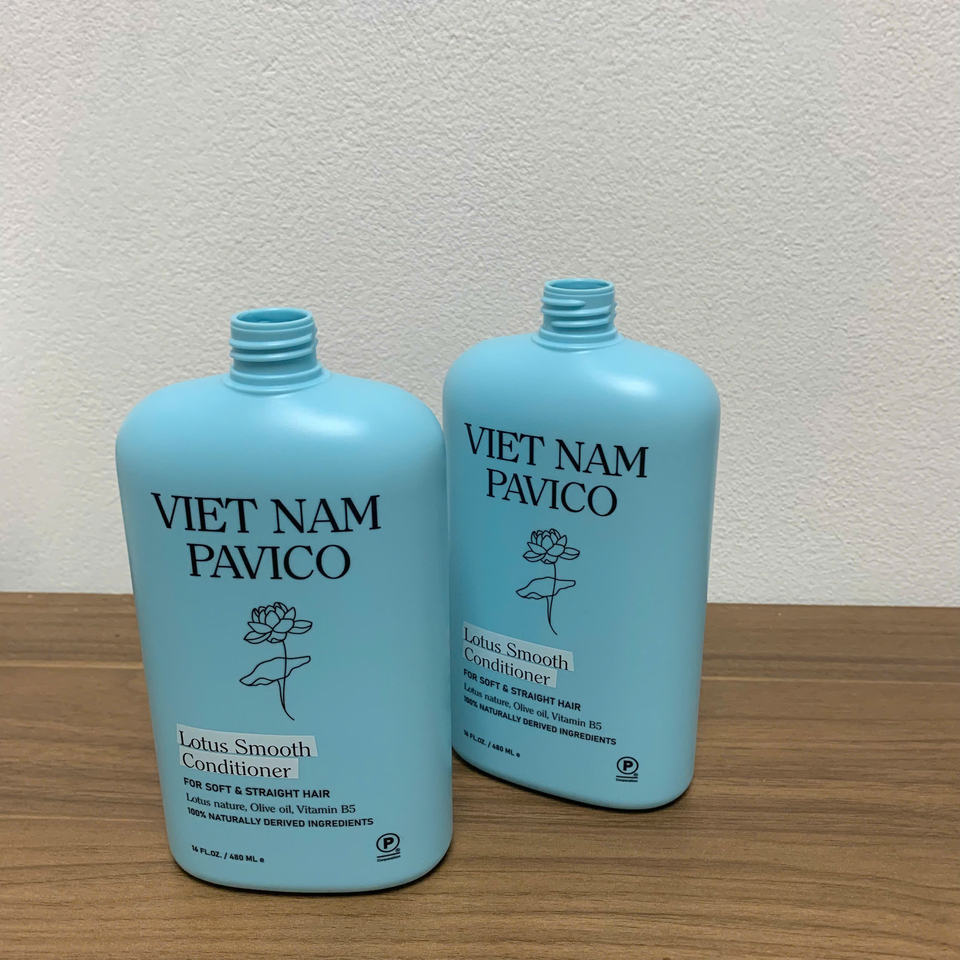 VIET NAM
PAVICO
Lotus Smooth
Conditioner
FOR SOFT & STRAIGHT HAIR
Lotus nature, Olive oil, Vitamin B5
100% NATURALLY DERIVED INGREDIENTS
16 FL.OZ. / 480 ML e
P
Corporation
VIET NAM
PAVICO
Lotus Smooth
Conditioner
FOR SOFT & STRAIGHT HAIR
Lotus nature, Olive oil, Vitamin B5
100% NATURALLY DERIVED INGREDIENTS
16 FL.OZ. / 480 ML e
P
Corporation